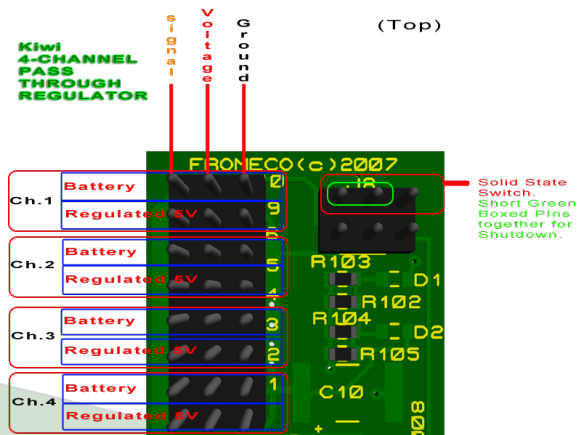 signal
Voltage
Ground
(Top)
Kiwi
4-CHANNEL
PASS
THROUGH
REGULATOR
FROMECO(c)2007
Ch.1
Battery
0
J8
Regulated 5V
9
Solid State
Switch.
Short Green
Boxed PIns
together for
Shutdown.
Ch.2
Battery
Regulated 5V
5
R103
D1
R102
Ch.3
Battery
3
R104
D2
Regulated 5V
2
R105
Ch.4
Battery
1
C10
Regulated 5V
+